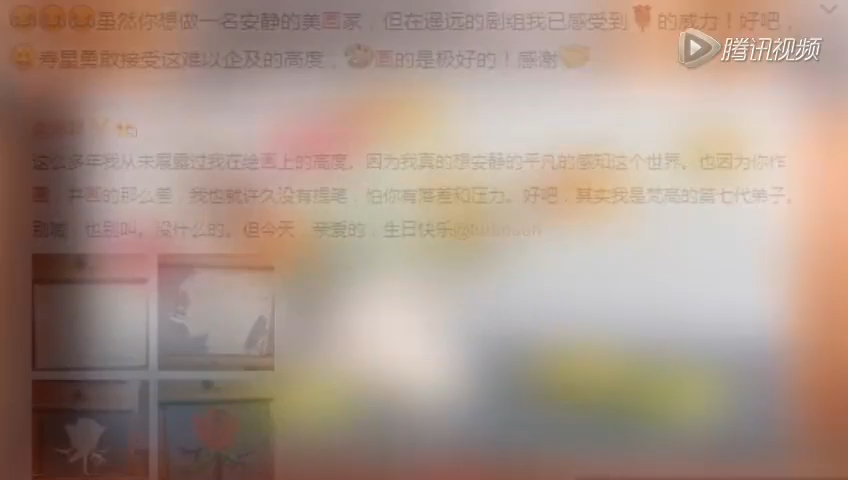 虽然你想做一名安静的美画家，但在遥远的剧组我已感受到🌹的威力！好吧，
寿星勇敢接受这难以企及的高度，🎨画的是极好的！感谢
腾讯视频
这么多年我从未展露过我在绘画上的高度。因为我真的想安静的平凡的感知这个世界。也因为你作
画，并画的那么差，我也就许久没有提笔，怕你有落差和压力。好吧，其实我是梵高的第七代弟子。
别喊，也别叫。没什么的。但今天，亲爱的，生日快乐